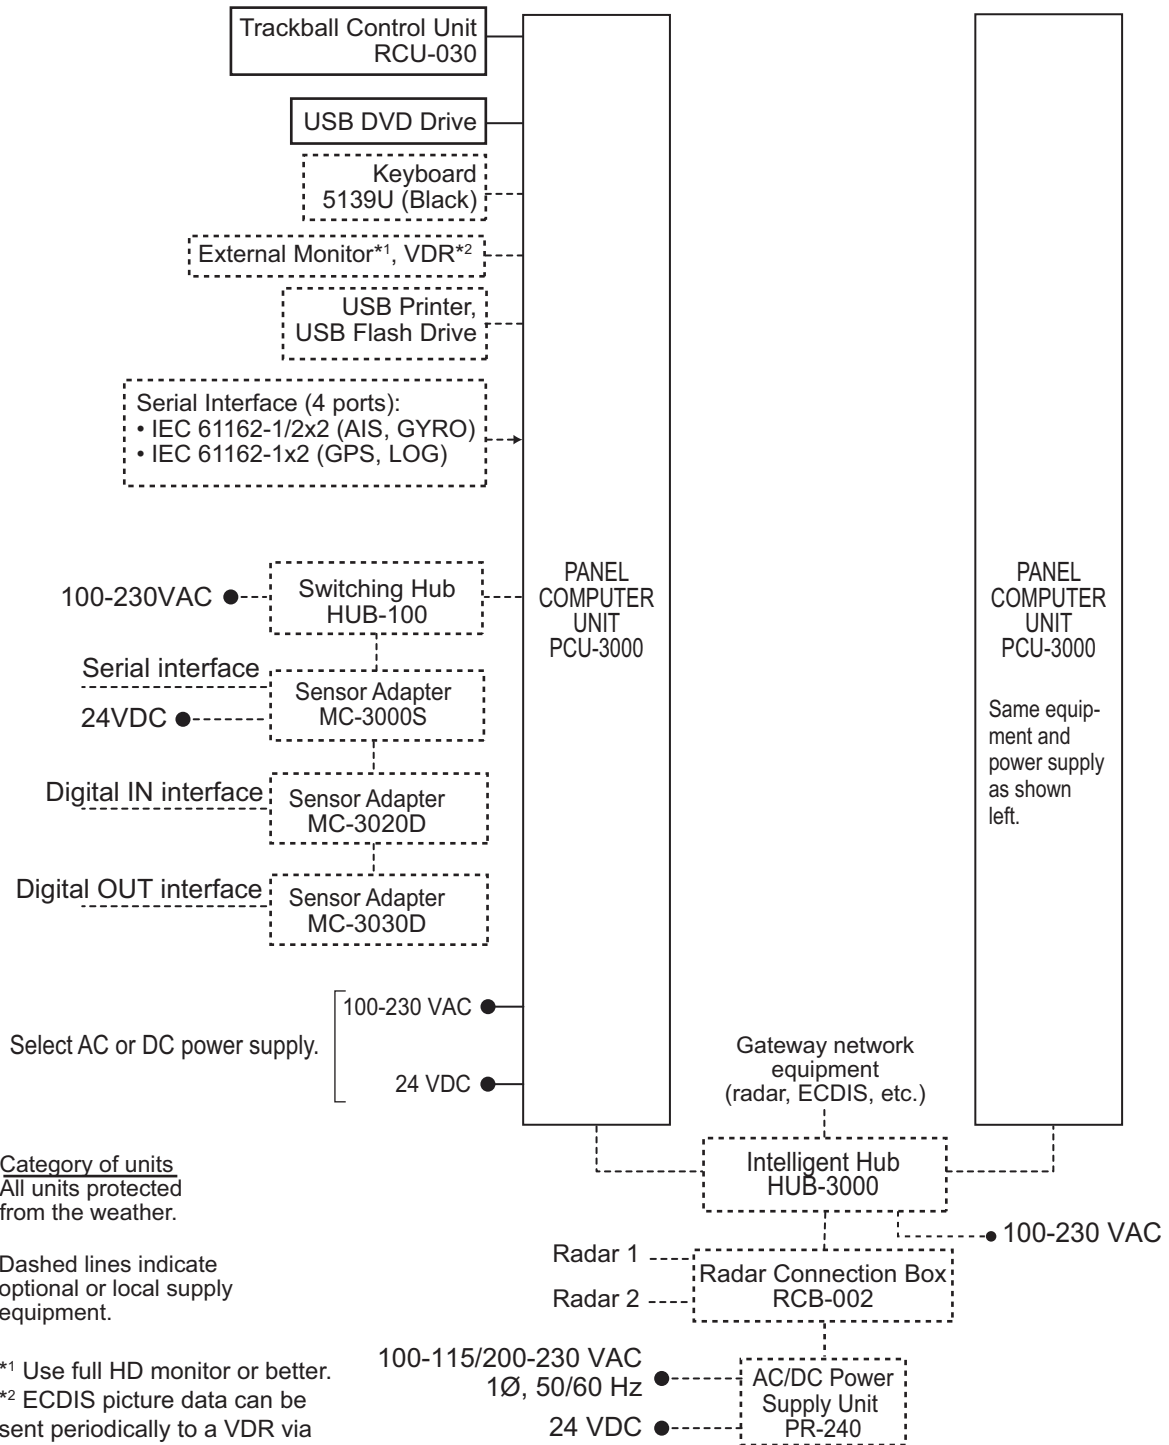 Trackball Control Unit
RCU-030
USB DVD Drive
Keyboard
5139U (Black)
External Monitor*1, VDR*2
USB Printer,
USB Flash Drive
Serial Interface (4 ports):
• IEC 61162-1/2x2 (AIS, GYRO)
• IEC 61162-1x2 (GPS, LOG)
100-230VAC
Switching Hub
HUB-100
Serial interface
24VDC
Sensor Adapter
MC-3000S
Digital IN interface
Sensor Adapter
MC-3020D
Digital OUT interface
Sensor Adapter
MC-3030D
PANEL
COMPUTER
UNIT
PCU-3000
PANEL
COMPUTER
UNIT
PCU-3000
Same equip-
ment and
power supply
as shown
left.
Select AC or DC power supply.
100-230 VAC
24 VDC
Gateway network
equipment
(radar, ECDIS, etc.)
Intelligent Hub
HUB-3000
100-230 VAC
Radar 1
Radar 2
Radar Connection Box
RCB-002
100-115/200-230 VAC
1Ø, 50/60 Hz
24 VDC
AC/DC Power
Supply Unit
PR-240
Category of units
All units protected
from the weather.
Dashed lines indicate
optional or local supply
equipment.
*1 Use full HD monitor or better.
*2 ECDIS picture data can be
sent periodically to a VDR via